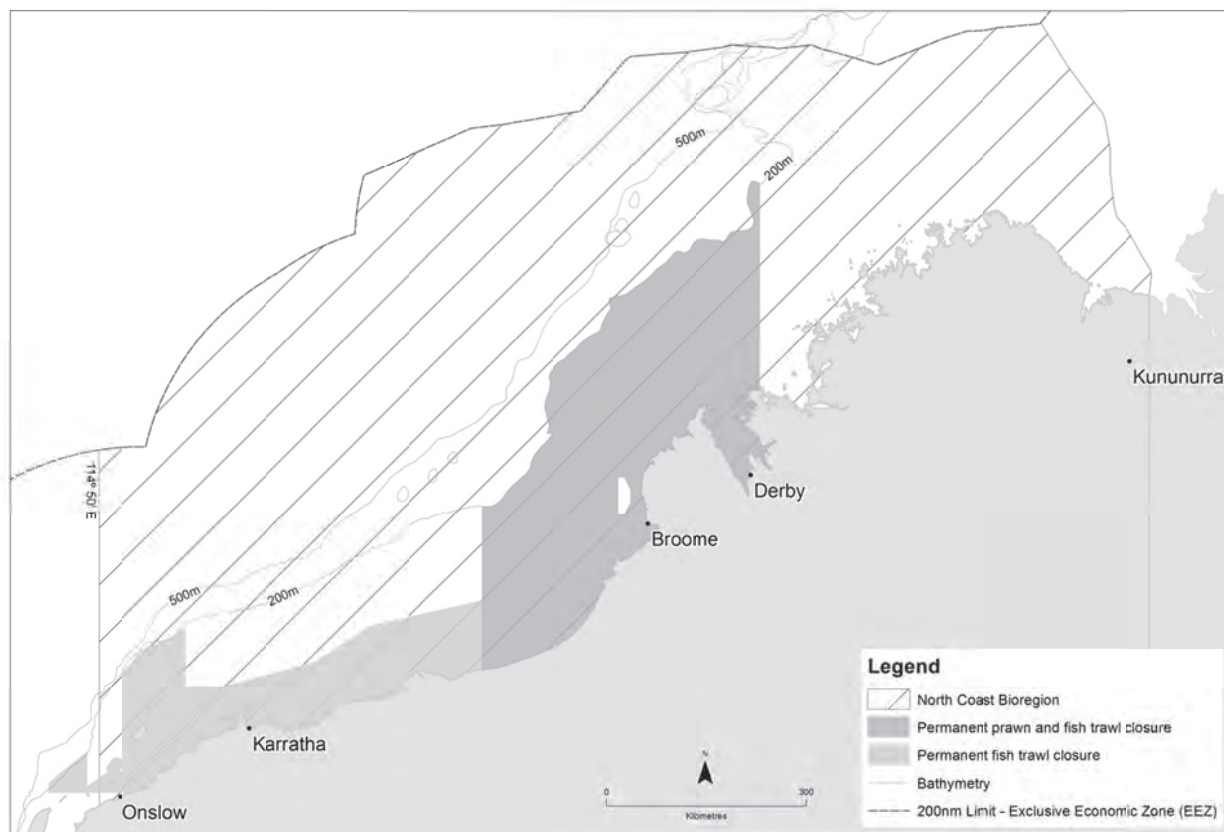 500m
200m
Kununurra
114° 50' E
Derby
Broome
500m
200m
Karratha
Onslow
N
0 300
Kilometres
Legend
North Coast Bioregion
Permanent prawn and fish trawl closure
Permanent fish trawl closure
Bathymetry
200nm Limit - Exclusive Economic Zone (EEZ)